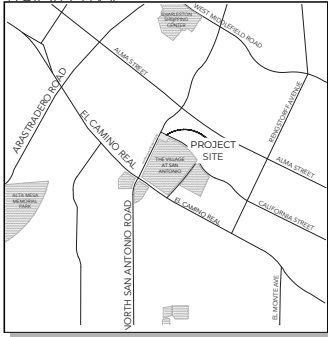 CHARLESTON
SHOPPING
CENTER
WEST MIDDLEFIELD ROAD
ALMA STREET
ARASTRADERO ROAD
RENGSTORFF AVENUE
EL CAMINO REAL
PROJECT
SITE
THE VILLAGE
AT SAN
ANTONIO
ALMA STREET
ALTA MESA
MEMORIAL
PARK
EL CAMINO REAL
CALIFORNIA STREET
NORTH SAN ANTONIO ROAD
EL MONTE AVE